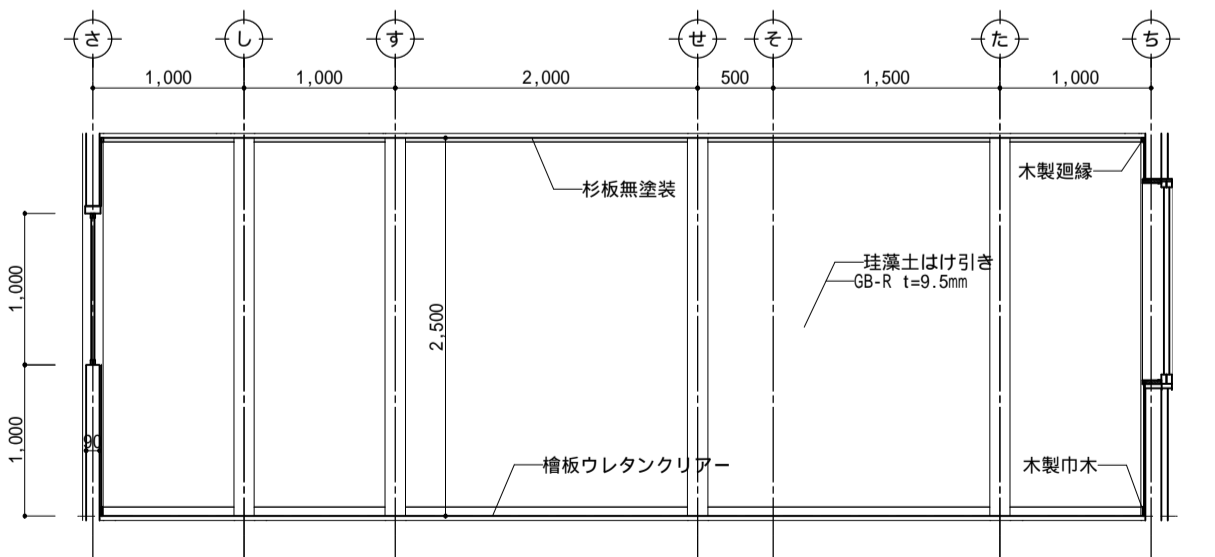 さ し す せ そ た ち
1,000 1,000 2,000 500 1,500 1,000
木製廻縁
杉板無塗装
珪藻土はけ引き
GB-R t=9.5mm
1,000
2,500
1,000
90
檜板ウレタンクリアー
木製巾木